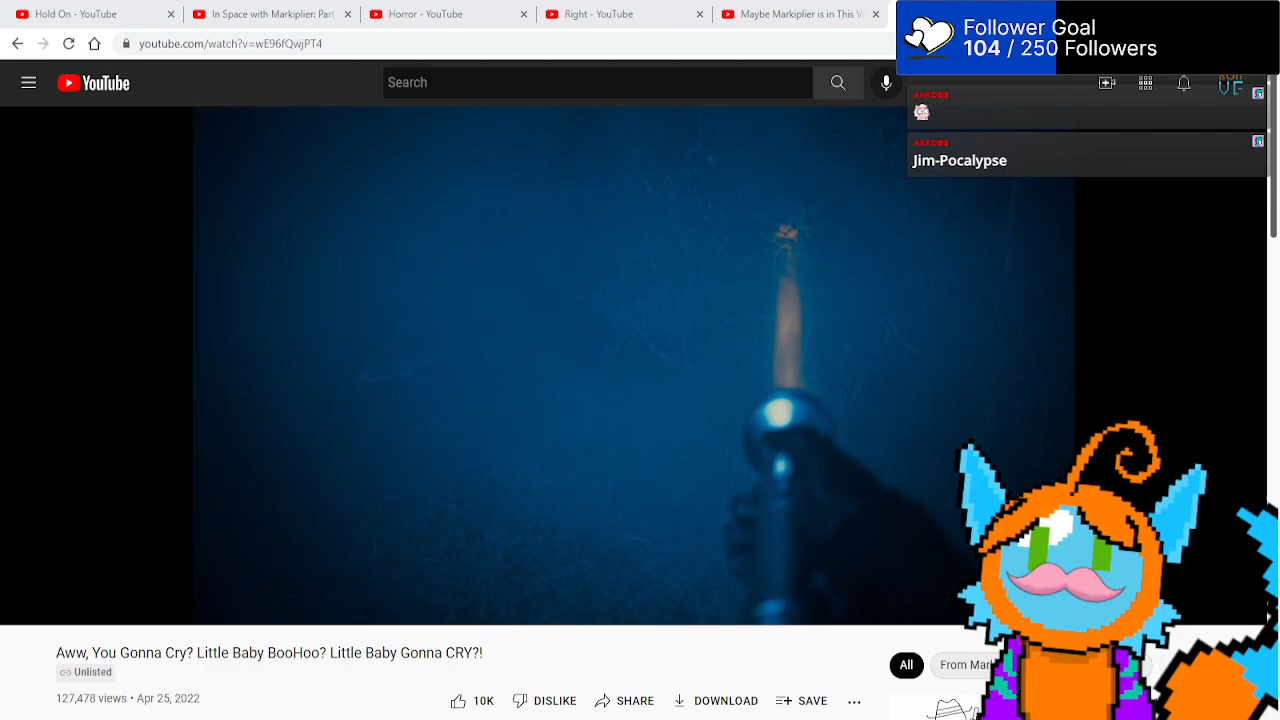 Hold On - YouTube
In Space with Markiplier: Part
Horror - YouTube
Right - YouTube
Maybe Markiplier is in This V
youtube.com/watch?v=wE96fQwjPT4
Follower Goal
104 / 250 Followers
YouTube
Search
Jim-Pocalypse
Aww, You Gonna Cry? Little Baby BooHoo? Little Baby Gonna CRY?!
Unlisted
127,478 views • Apr 25, 2022
10K
DISLIKE
SHARE
DOWNLOAD
SAVE
All
From Mark